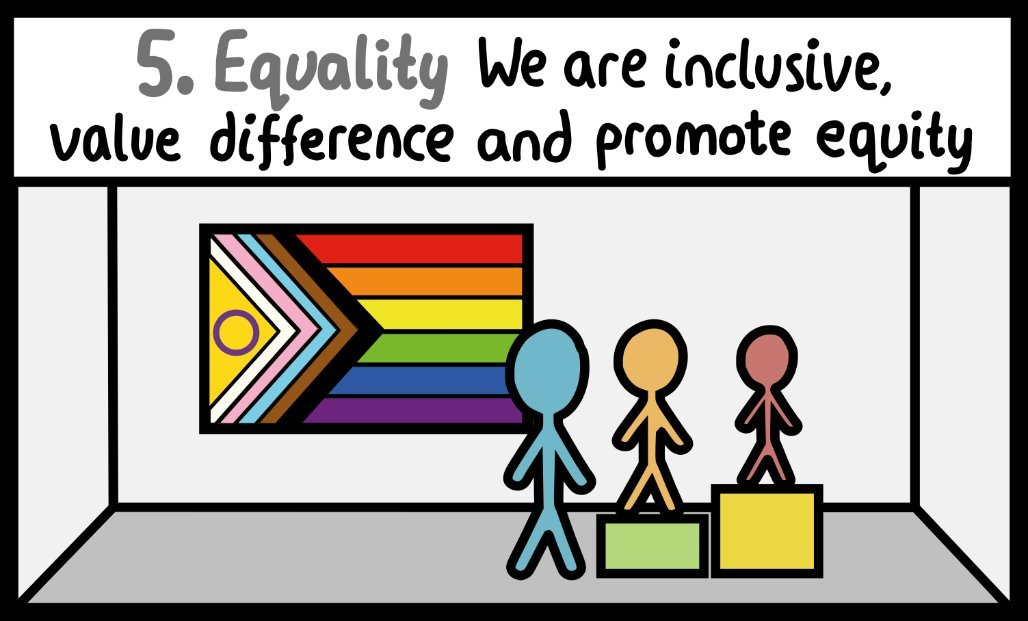 5. Equality We are inclusive,
value difference and promote equity